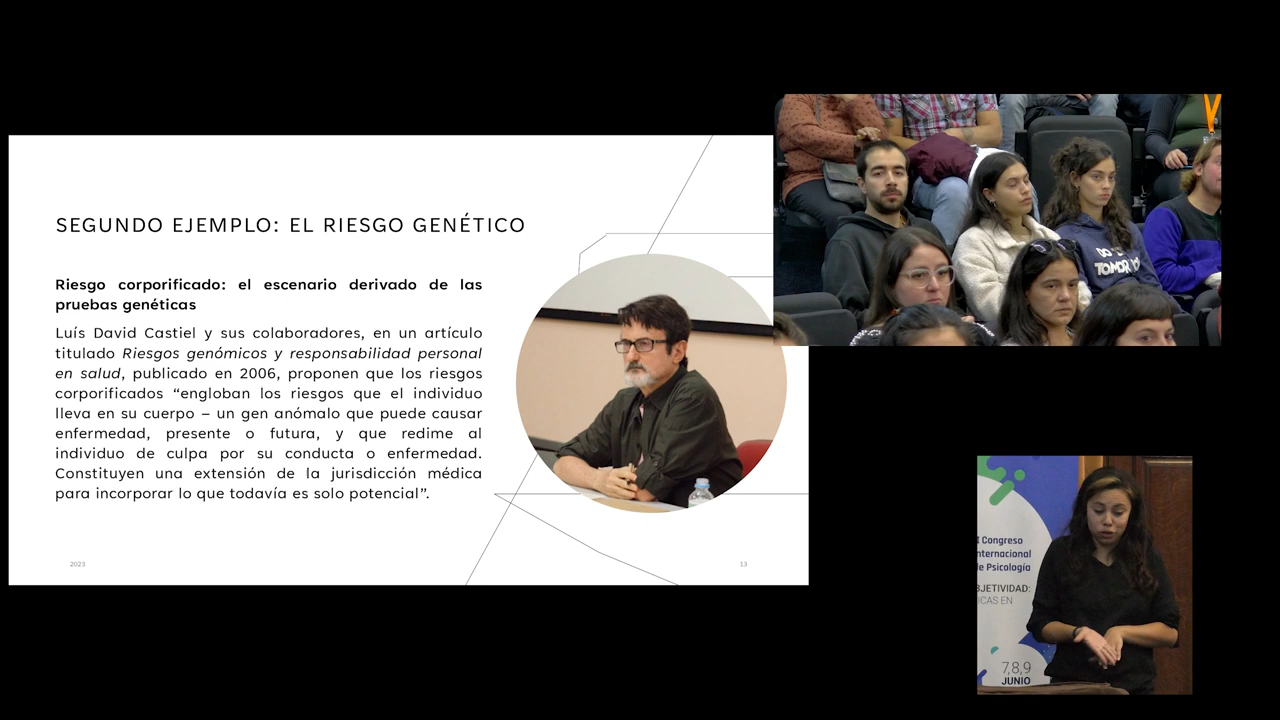 SEGUNDO EJEMPLO: EL RIESGO GENÉTICO
Riesgo corporificado: el escenario derivado de las
pruebas genéticas
Luís David Castiel y sus colaboradores, en un artículo
titulado Riesgos genómicos y responsabilidad personal
en salud, publicado en 2006, proponen que los riesgos
corporificados “engloban los riesgos que el individuo
lleva en su cuerpo – un gen anómalo que puede causar
enfermedad, presente o futura, y que redime al
individuo de culpa por su conducta o enfermedad.
Constituyen una extensión de la jurisdicción médica
para incorporar lo que todavía es solo potencial”.
2023
13
I Congreso
nternacional
de Psicología
BJETIVIDAD:
ICAS EN
7,8,9
JUNIO